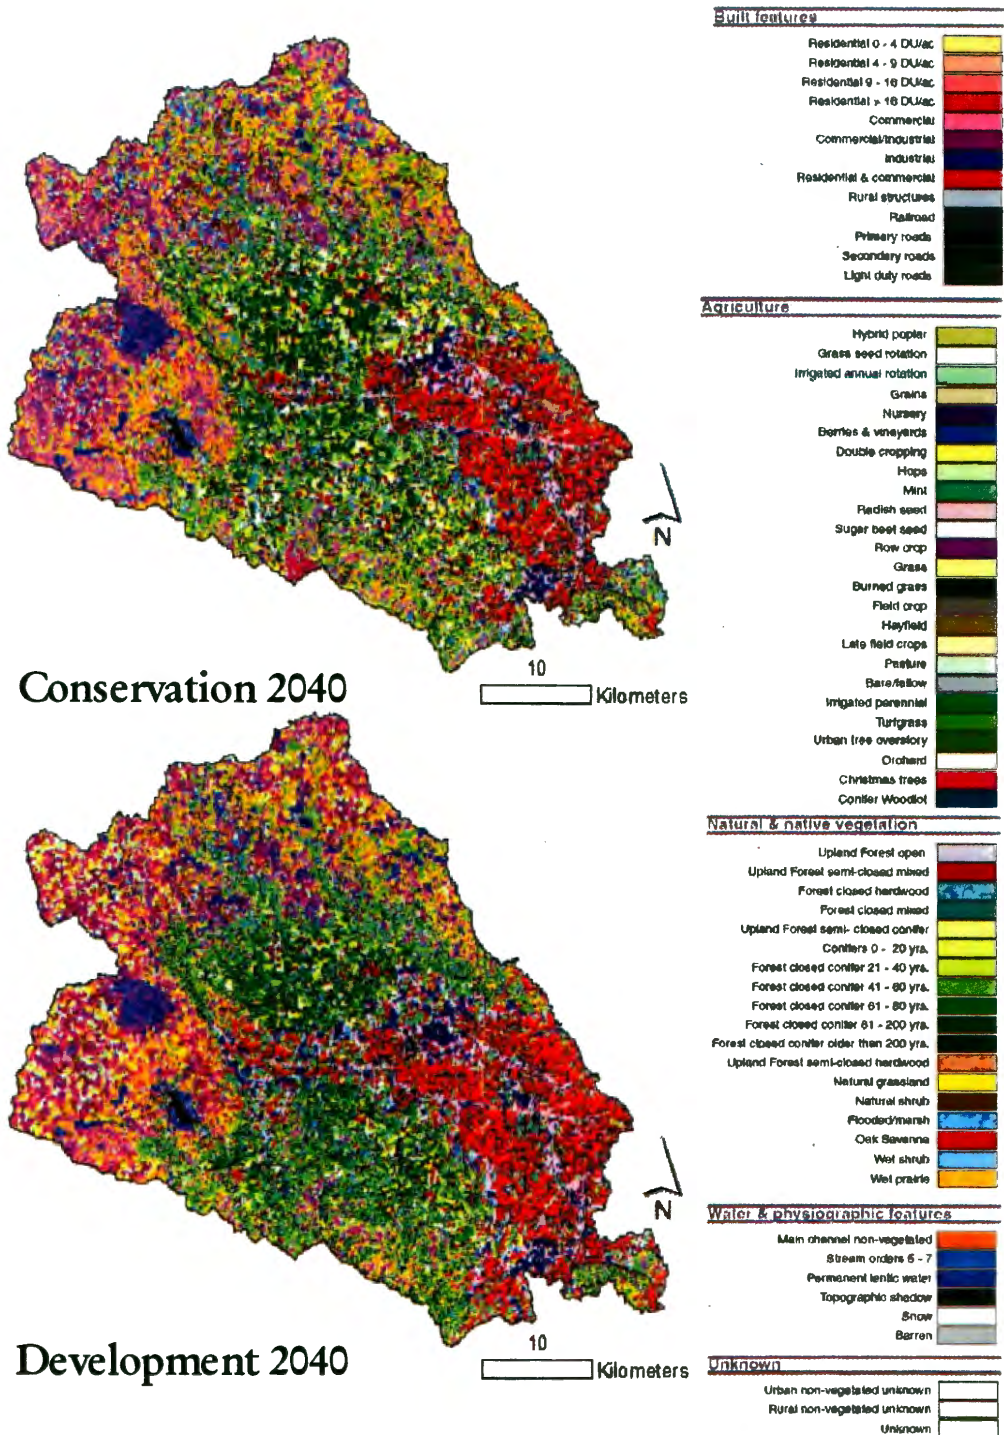 Built features
Residential 0 - 4 DU/ac
Residential 4 - 9 DU/ac
Residential 9 - 16 DU/ac
Residential > 16 DU/ac
Commercial
Commercial/Industrial
Industrial
Residential & commercial
Rural structures
Railroad
Primary roads
Secondary roads
Light duty roads
Agriculture
Hybrid poplar
Grass seed rotation
Irrigated annual rotation
Grains
Nursery
Berries & vineyards
Double cropping
Hops
Mint
Radish seed
Sugar beet seed
Row crop
Grass
Burned grass
Field crop
Hayfield
Late field crops
Pasture
Bare/fallow
Irrigated perennial
Turfgrass
Urban tree overstory
Orchard
Christmas trees
Conifer Woodlot
N
10
Kilometers
Conservation 2040
Natural & native vegetation
Upland Forest open
Upland Forest semi-closed mixed
Forest closed hardwood
Forest closed mixed
Upland Forest semi- closed conifer
Conifers 0 - 20 yrs.
Forest closed conifer 21 - 40 yrs.
Forest closed conifer 41 - 60 yrs.
Forest closed conifer 61 - 80 yrs.
Forest closed conifer 81 - 200 yrs.
Forest closed conifer older than 200 yrs.
Upland Forest semi-closed hardwood
Natural grassland
Natural shrub
Flooded/marsh
Oak Savanna
Wet shrub
Wet prairie
Water & physiographic features
Main channel non-vegetated
Stream orders 5 - 7
Permanent lentic water
Topographic shadow
Snow
Barren
Unknown
Urban non-vegetated unknown
Rural non-vegetated unknown
Unknown
N
10
Kilometers
Development 2040